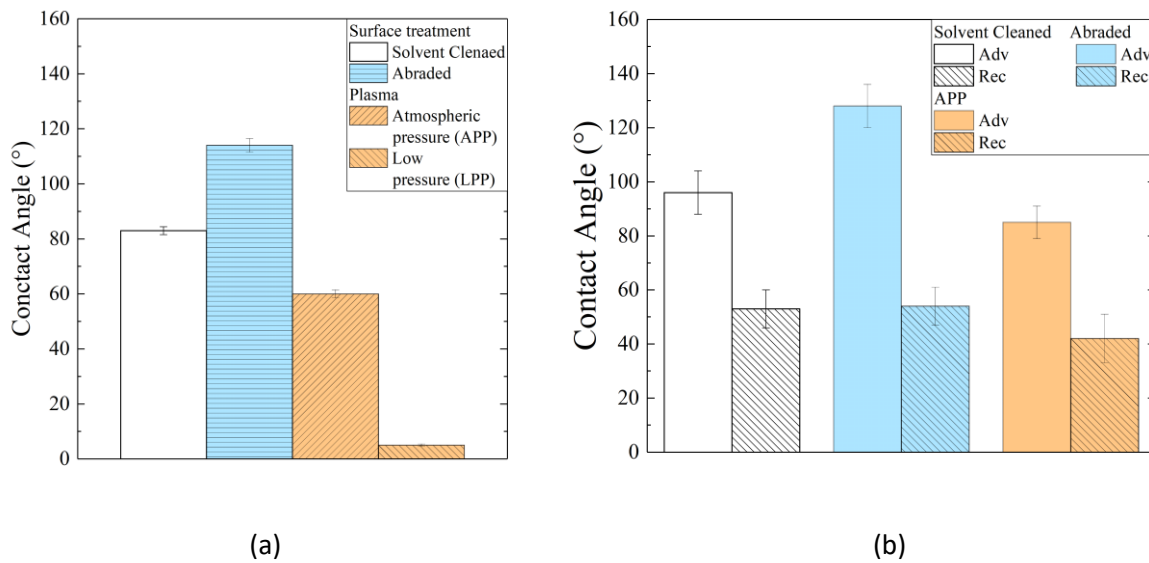 160
140
120
100
80
60
40
20
0
Conctact Angle (°)
Surface treatment
Solvent Clenaed
Abraded
Plasma
Atmospheric
pressure (APP)
Low
pressure (LPP)
(a)
160
140
120
100
80
60
40
20
0
Contact Angle (°)
Solvent Cleaned Abraded
Adv Adv
Rec Rec
APP
Adv
Rec
(b)